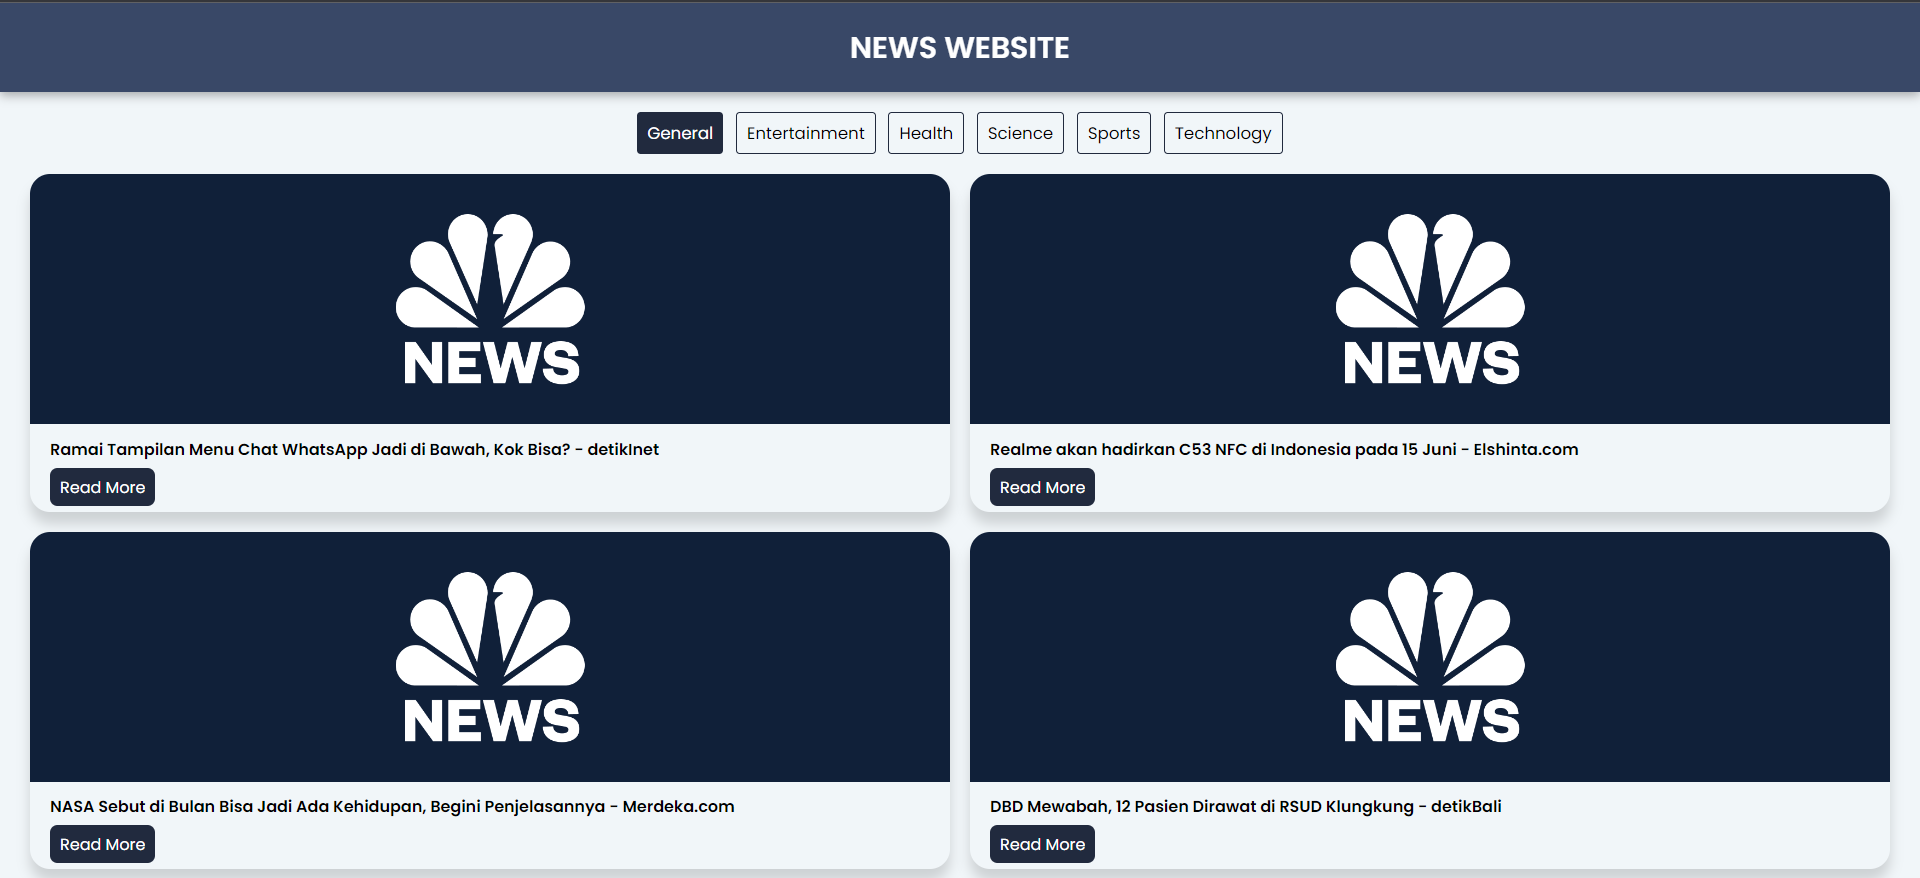 NEWS WEBSITE
General Entertainment Health Science Sports Technology
NEWS
Ramai Tampilan Menu Chat WhatsApp Jadi di Bawah, Kok Bisa? - detikInet
Read More
NEWS
Realme akan hadirkan C53 NFC di Indonesia pada 15 Juni - Elshinta.com
Read More
NEWS
NASA Sebut di Bulan Bisa Jadi Ada Kehidupan, Begini Penjelasannya - Merdeka.com
Read More
NEWS
DBD Mewabah, 12 Pasien Dirawat di RSUD Klungkung - detikBali
Read More